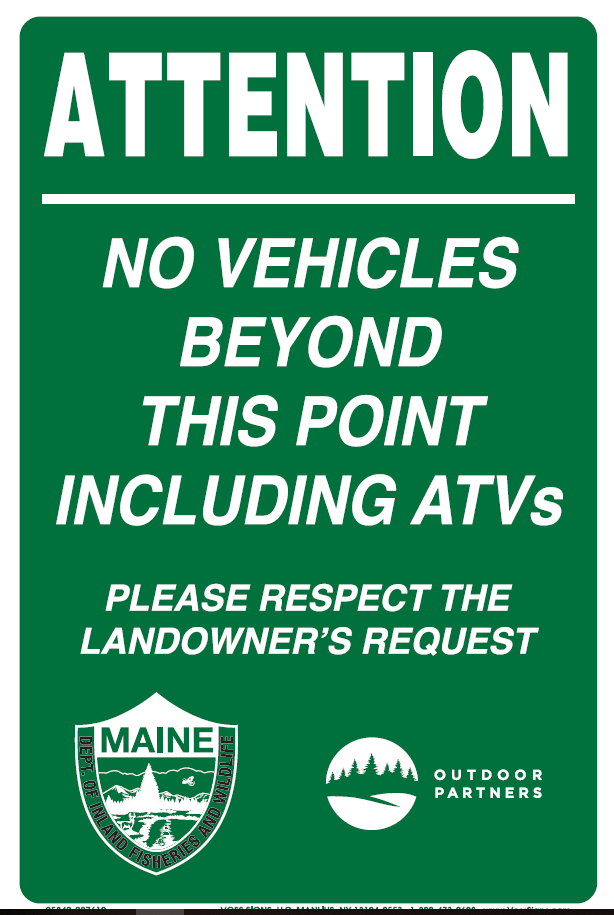 ATTENTION
NO VEHICLES
BEYOND
THIS POINT
INCLUDING ATVs
PLEASE RESPECT THE
LANDOWNER'S REQUEST
MAINE
DEPT. OF INLAND FISHERIES AND WILDLIFE
OUTDOOR
PARTNERS